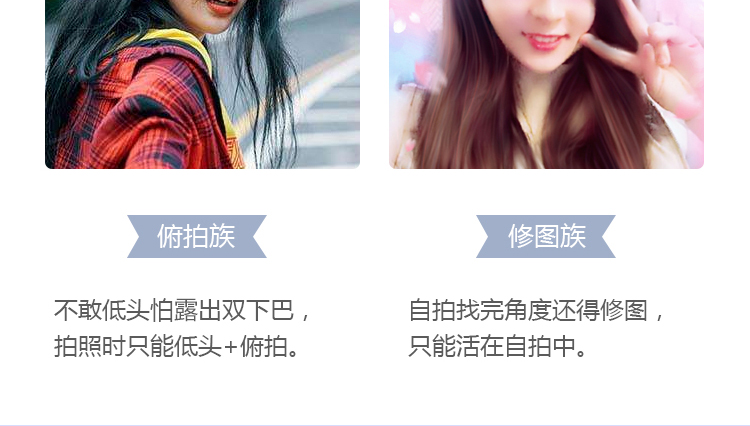 俯拍族
不敢低头怕露出双下巴，
拍照时只能低头+俯拍。
修图族
自拍找完角度还得修图，
只能活在自拍中。